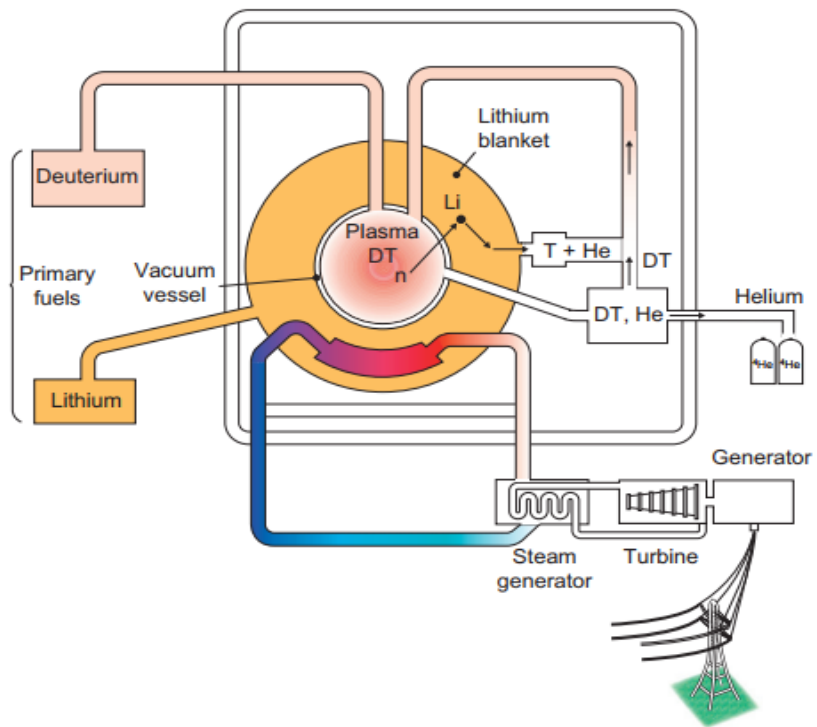 Lithium
blanket
Deuterium
Li
Plasma
DT
n
T + He
DT
Primary
fuels
Vacuum
vessel
DT, He
Helium
⁴He
⁴He
Lithium
Generator
Steam
generator
Turbine